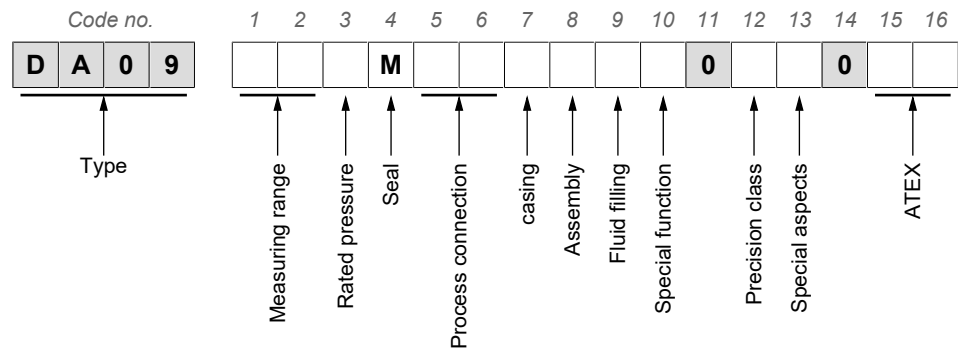 Code no. 1 2 3 4 5 6 7 8 9 10 11 12 13 14 15 16
D A 0 9 M 0 0
Type
Measuring range
Rated pressure
Seal
Process connection
casing
Assembly
Fluid filling
Special function
Precision class
Special aspects
ATEX